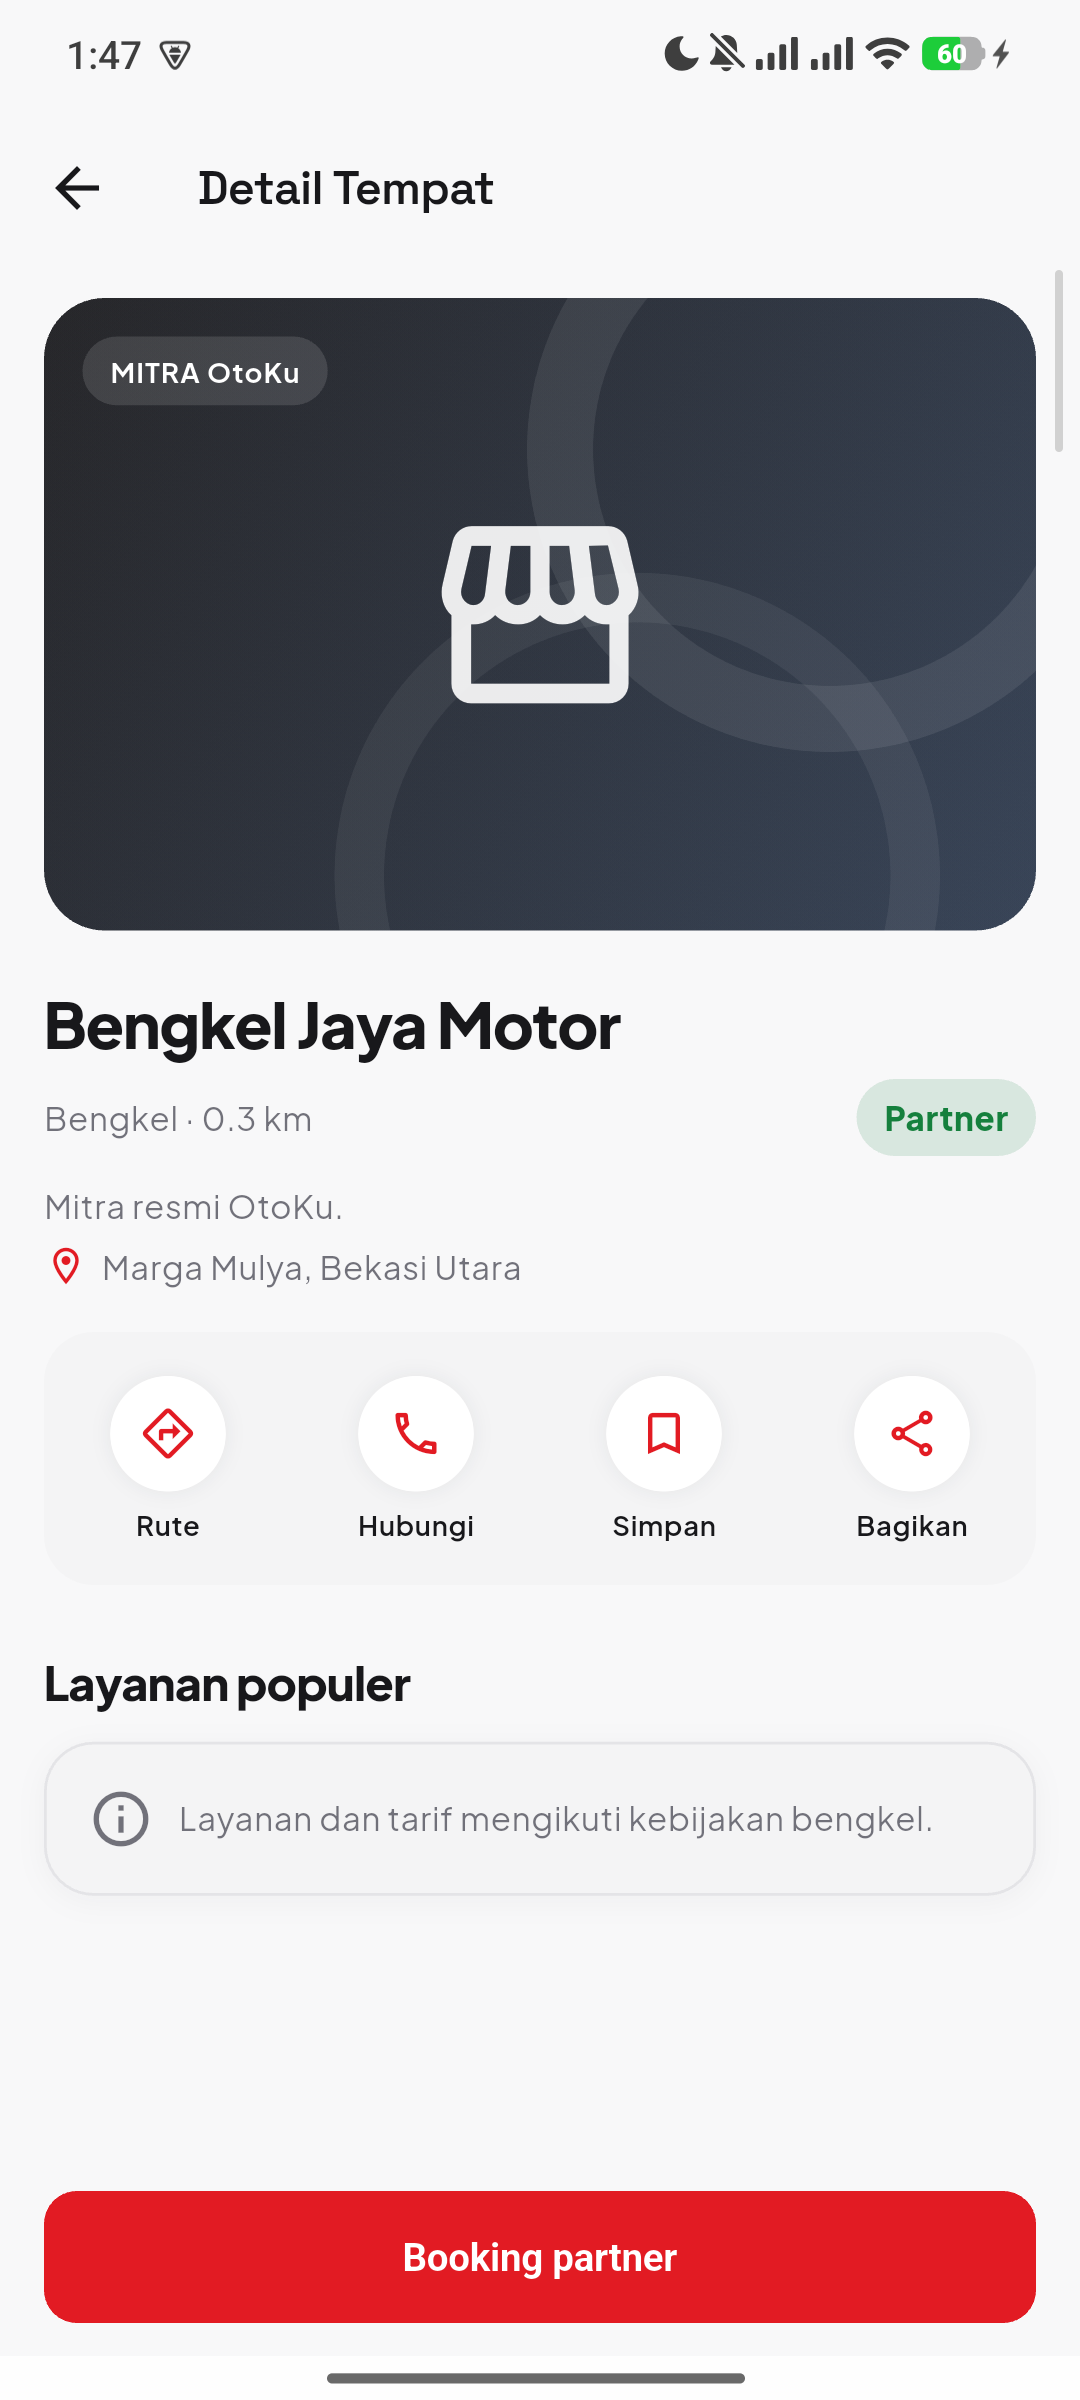 1:47
60
Detail Tempat
MITRA OtoKu
Bengkel Jaya Motor
Bengkel · 0.3 km
Partner
Mitra resmi OtoKu.
Marga Mulya, Bekasi Utara
Rute
Hubungi
Simpan
Bagikan
Layanan populer
Layanan dan tarif mengikuti kebijakan bengkel.
Booking partner